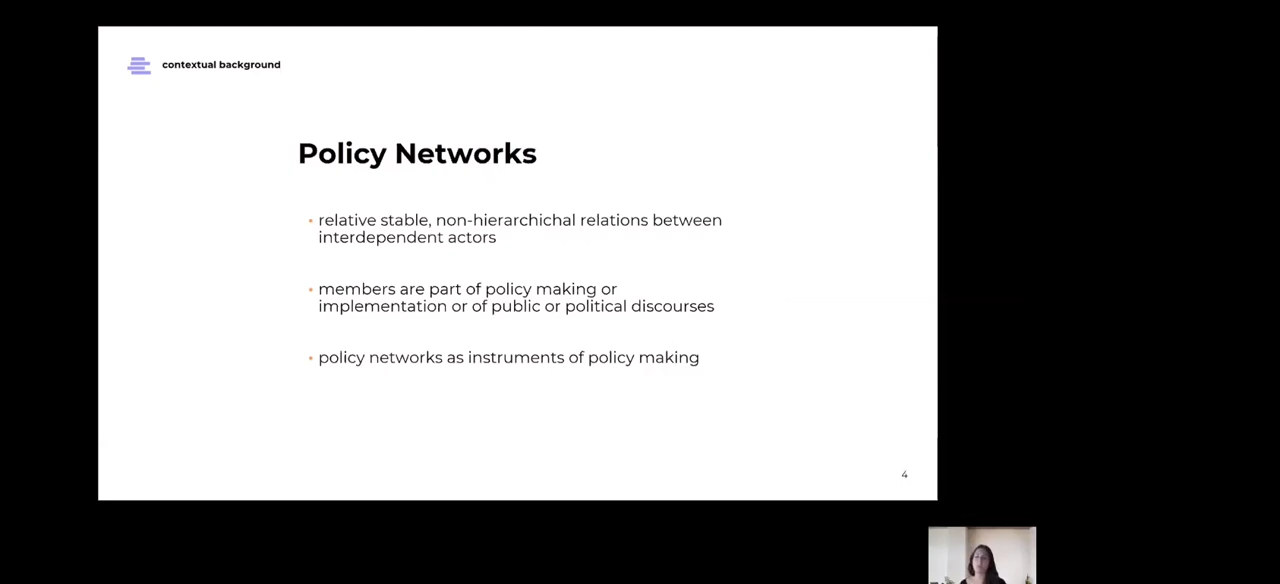 contextual background
Policy Networks
• relative stable, non-hierarchichal relations between
interdependent actors
• members are part of policy making or
implementation or of public or political discourses
• policy networks as instruments of policy making
4